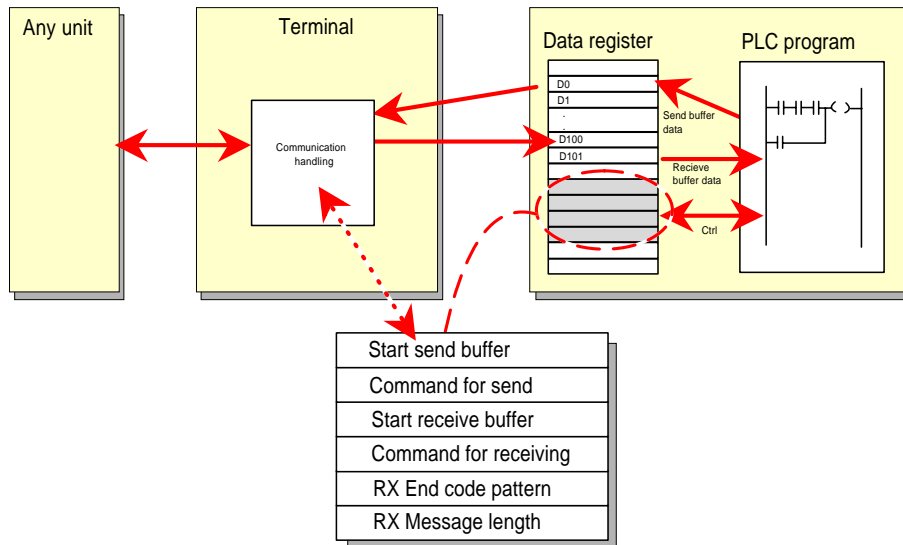 Any unit
Terminal
Data register
PLC program
D0
D1
.
.
D100
D101
Send buffer
data
Communication
handling
Recieve
buffer data
Ctrl
Start send buffer
Command for send
Start receive buffer
Command for receiving
RX End code pattern
RX Message length